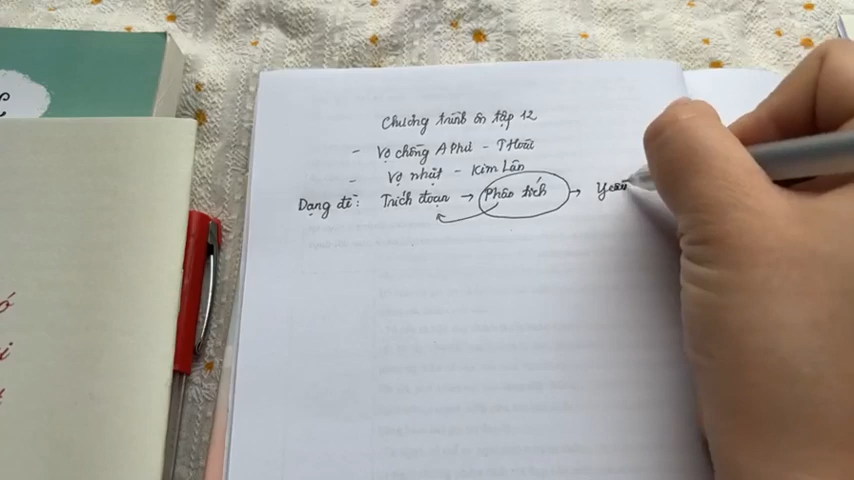 Chương trình ôn tập 12
- Vợ chồng A Phủ - T Hoài
- Vợ nhặt - Kim Lân
Dạng đề: Trích đoạn → Phân tích → Yêu